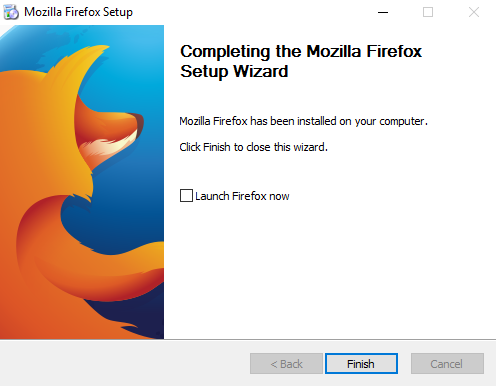 Mozilla Firefox Setup
Completing the Mozilla Firefox
Setup Wizard
Mozilla Firefox has been installed on your computer.
Click Finish to close this wizard.
Launch Firefox now
< Back
Finish
Cancel